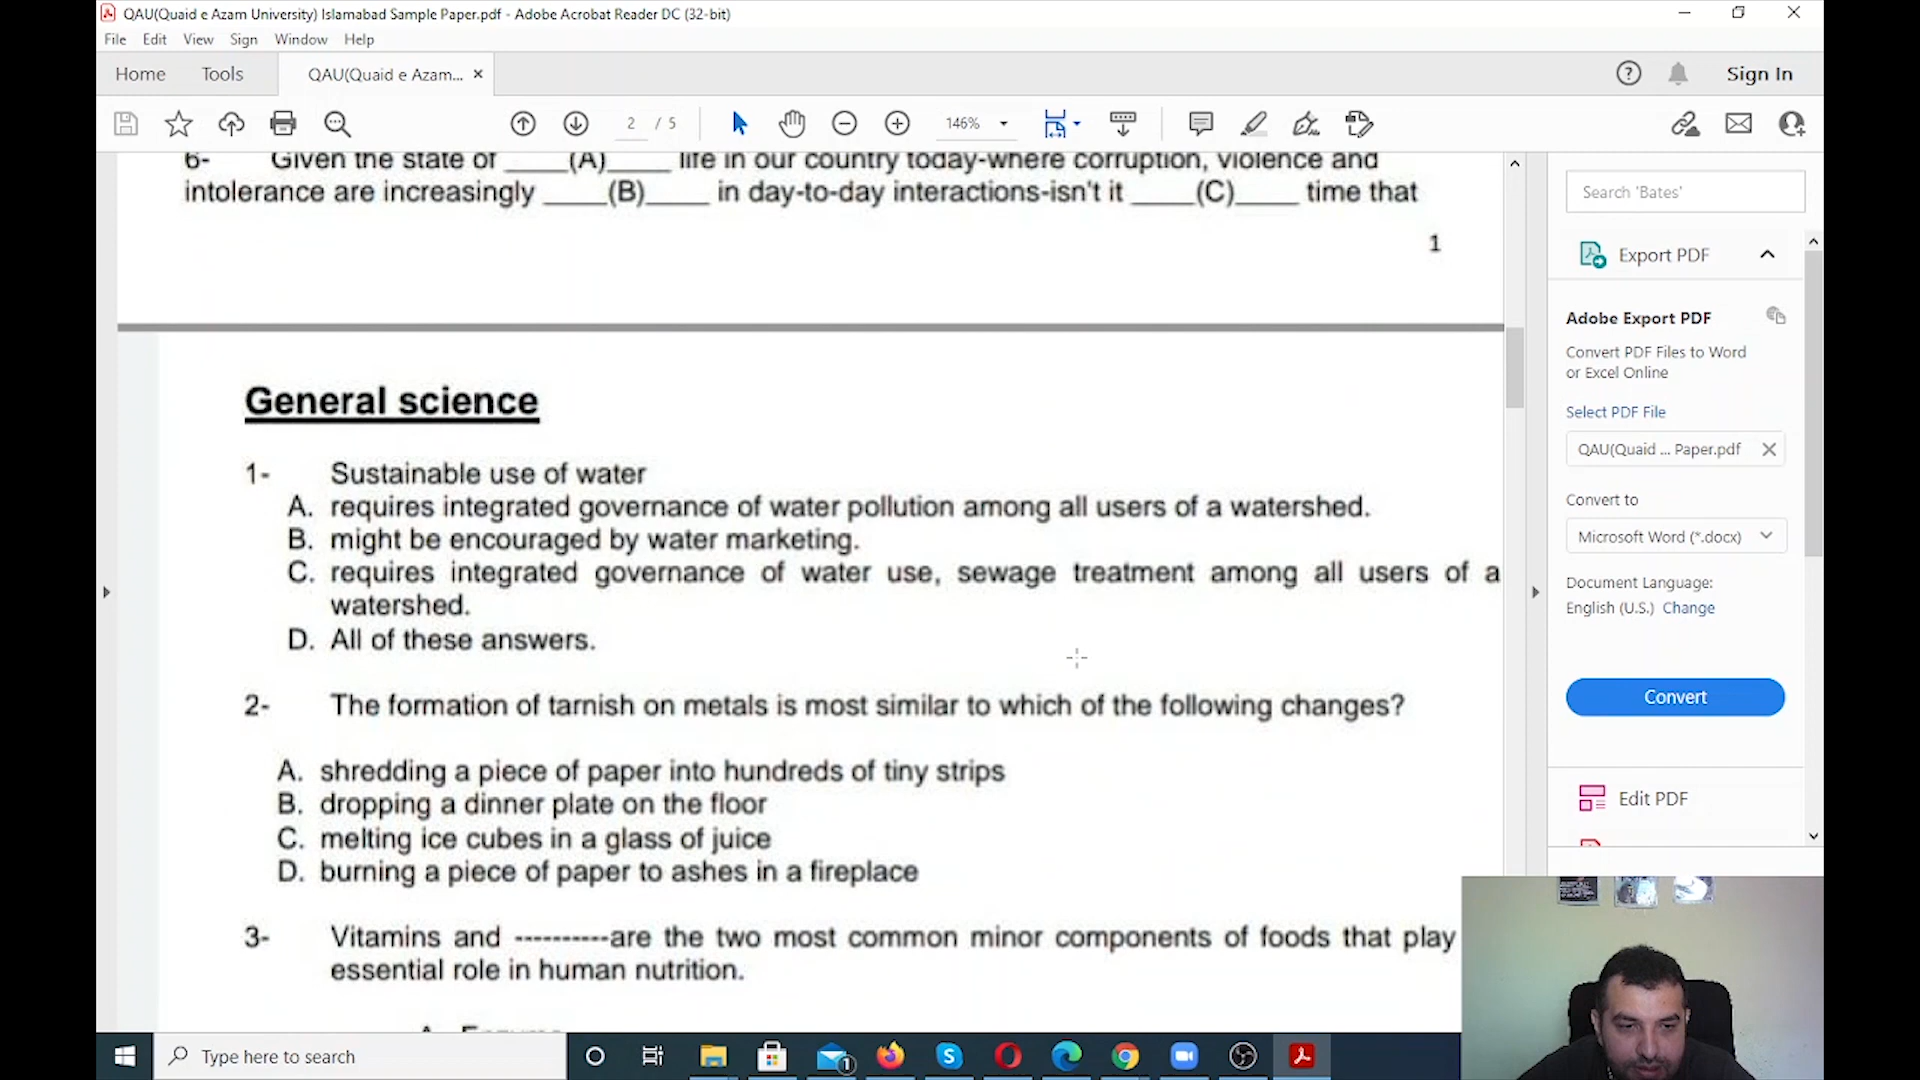 QAU(Quaid e Azam University) Islamabad Sample Paper.pdf - Adobe Acrobat Reader DC (32-bit)
File Edit View Sign Window Help
Home Tools QAU(Quaid e Azam... × Sign In
2 / 5 146%
6- Given the state of ____(A)____ life in our country today-where corruption, violence and
intolerance are increasingly ____(B)____ in day-to-day interactions-isn't it ____(C)____ time that
1
General science
1- Sustainable use of water
A. requires integrated governance of water pollution among all users of a watershed.
B. might be encouraged by water marketing.
C. requires integrated governance of water use, sewage treatment among all users of a
watershed.
D. All of these answers.
2- The formation of tarnish on metals is most similar to which of the following changes?
A. shredding a piece of paper into hundreds of tiny strips
B. dropping a dinner plate on the floor
C. melting ice cubes in a glass of juice
D. burning a piece of paper to ashes in a fireplace
3- Vitamins and ----------are the two most common minor components of foods that play
essential role in human nutrition.
Search 'Bates'
Export PDF
Adobe Export PDF
Convert PDF Files to Word
or Excel Online
Select PDF File
QAU(Quaid ... Paper.pdf
Convert to
Microsoft Word (*.docx)
Document Language:
English (U.S.) Change
Convert
Edit PDF
Type here to search
1